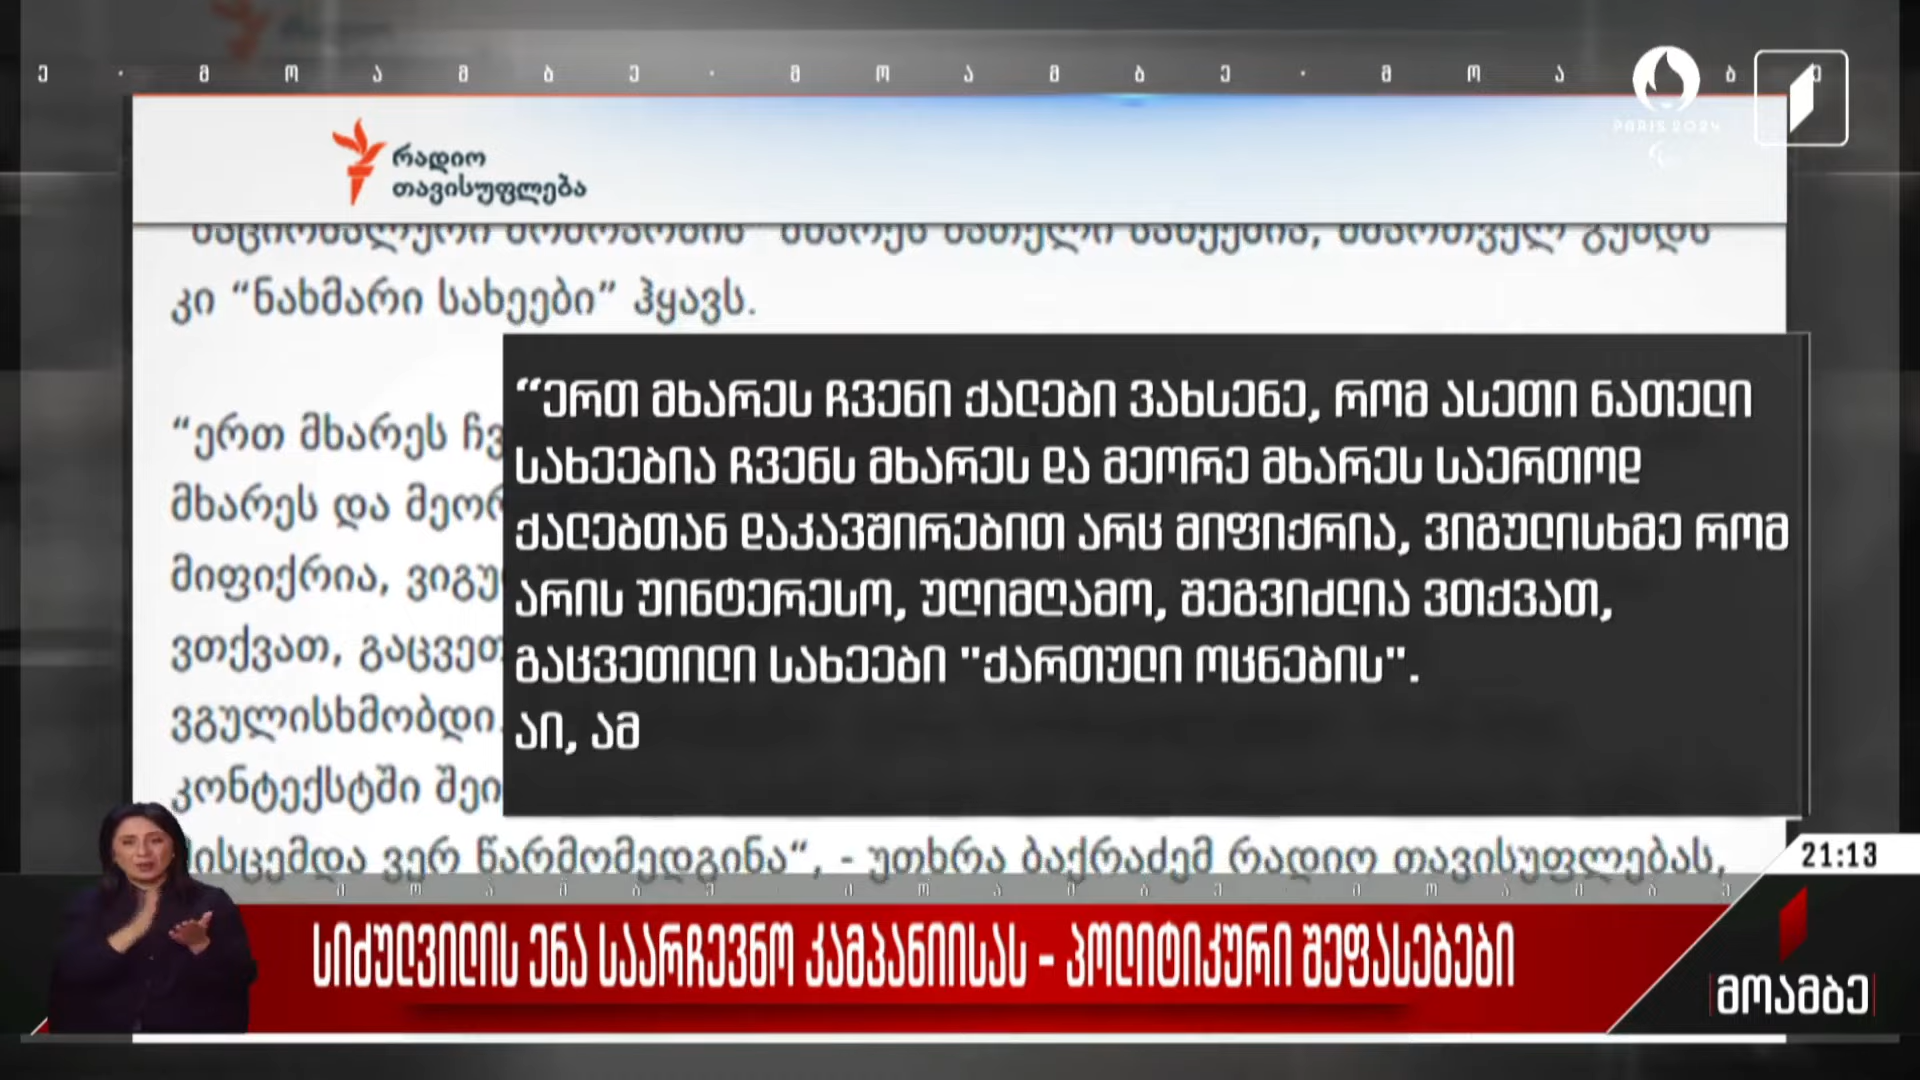 ე · მ ო ა მ ბ ე · მ ო ა მ ბ ე · მ ო ა ბ ე
PARIS 2024
რადიო
თავისუფლება
კი “ნახმარი სახეები” ჰყავს.
“ერთ მხარეს ჩვ
მხარეს და მეორ
მიფიქრია, ვიგუ
ვთქვათ, გაცვეთ
ვგულისხმობდი.
კონტექსტში შეი
ისცემდა ვერ წარმომედგინა“, - უთხრა ბაქრაძემ რადიო თავისუფლებას,
“ერთ მხარეს ჩვენი ქალები ვახსენე, რომ ასეთი ნათელი
სახეებია ჩვენს მხარეს და მეორე მხარეს საერთოდ
ქალებთან დაკავშირებით არც მიფიქრია, ვიგულისხმე რომ
არის უინტერესო, უღიმღამო, შეგვიძლია ვთქვათ,
გაცვეთილი სახეები "ქართული ოცნების".
აი, ამ
21:13
სიძულვილის ენა საარჩევნო კამპანიისას - პოლიტიკური შეფასებები
მოამბე